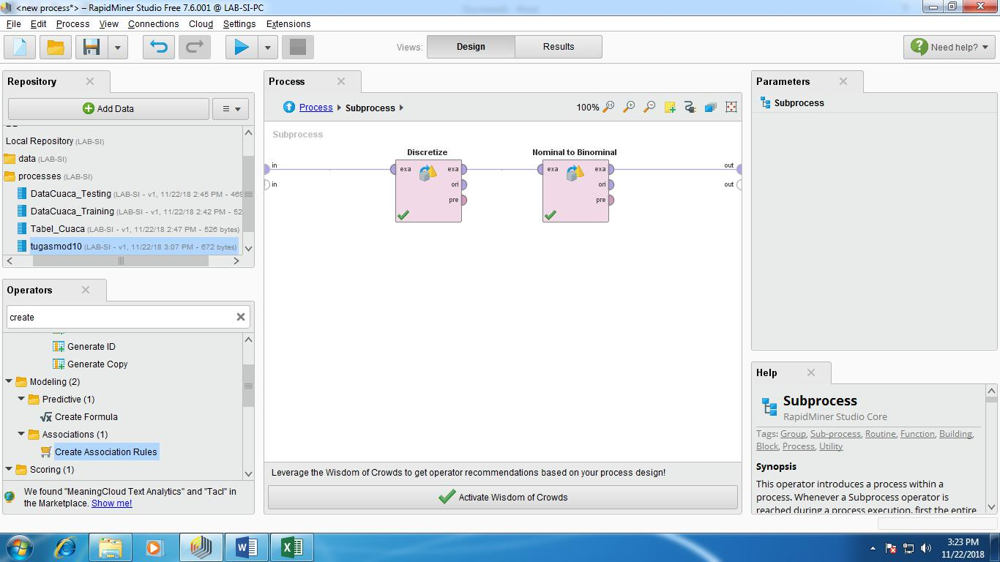 <new process*> – RapidMiner Studio Free 7.6.001 @ LAB-SI-PC
File Edit Process View Connections Cloud Settings Extensions
Views: Design Results
Need help?
Repository
Add Data
Local Repository (LAB-SI)
data (LAB-SI)
processes (LAB-SI)
DataCuaca_Testing (LAB-SI - v1, 11/22/18 2:45 PM - 469
DataCuaca_Training (LAB-SI - v1, 11/22/18 2:42 PM - 52
Tabel_Cuaca (LAB-SI - v1, 11/22/18 2:47 PM - 526 bytes)
tugasmod10 (LAB-SI - v1, 11/22/18 3:07 PM - 672 bytes)
Operators
create
Generate ID
Generate Copy
Modeling (2)
Predictive (1)
Create Formula
Associations (1)
Create Association Rules
Scoring (1)
We found "MeaningCloud Text Analytics" and "Tacl" in
the Marketplace. Show me!
Process
Process Subprocess
100%
Subprocess
Discretize
Nominal to Binominal
in
in
exa
exa
ori
pre
exa
exa
ori
pre
out
out
Leverage the Wisdom of Crowds to get operator recommendations based on your process design!
Activate Wisdom of Crowds
Parameters
Subprocess
Help
Subprocess
RapidMiner Studio Core
Tags: Group, Sub-process, Routine, Function, Building,
Block, Process, Utility
Synopsis
This operator introduces a process within a
process. Whenever a Subprocess operator is
reached during a process execution, first the entire
3:23 PM
11/22/2018